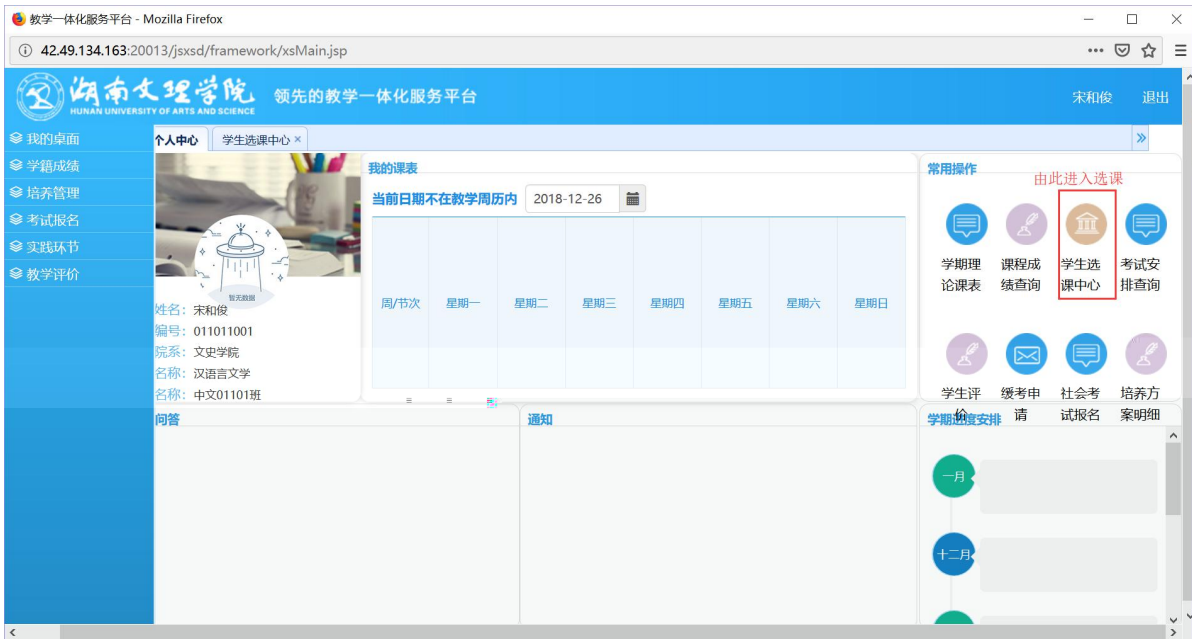 教学一体化服务平台 - Mozilla Firefox
42.49.134.163:20013/jsxsd/framework/xsMain.jsp
湖南文理学院
HUNAN UNIVERSITY OF ARTS AND SCIENCE
领先的教学一体化服务平台
宋和俊 退出
我的桌面
学籍成绩
培养管理
考试报名
实践环节
教学评价
个人中心 学生选课中心 ×
暂无数据
姓名：宋和俊
编号：011011001
院系：文史学院
名称：汉语言文学
名称：中文01101班
我的课表
当前日期不在教学周历内 2018-12-26
周/节次 星期一 星期二 星期三 星期四 星期五 星期六 星期日
常用操作
由此进入选课
学期理论课表
课程成绩查询
学生选课中心
考试安排查询
学生评价
缓考申请
社会考试报名
培养方案明细
问答
通知
学期进度安排
一月
十二月